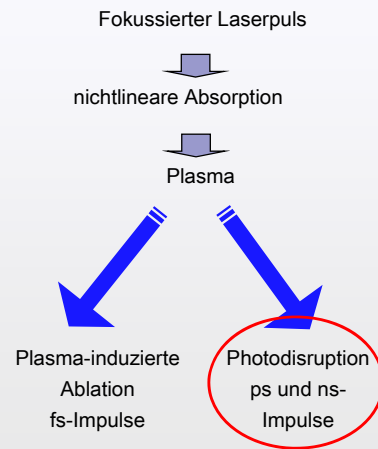 Fokussierter Laserpuls
nichtlineare Absorption
Plasma
Plasma-induzierte
Ablation
fs-Impulse
Photodisruption
ps und ns-
Impulse